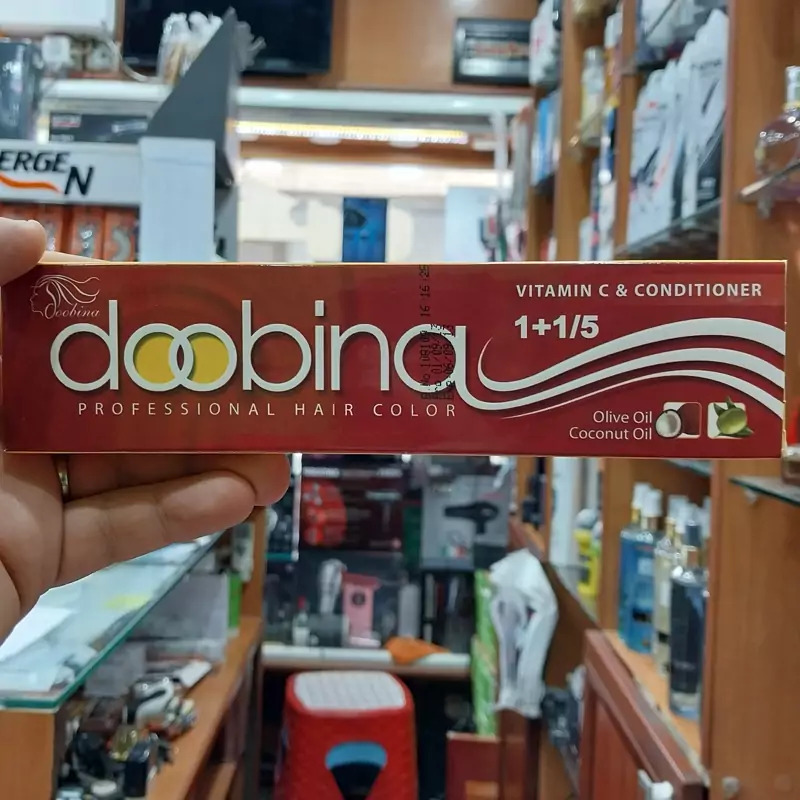 ERGEN
doobina
VITAMIN C & CONDITIONER
1+1/5
doobina
PROFESSIONAL HAIR COLOR
Olive Oil
Coconut Oil